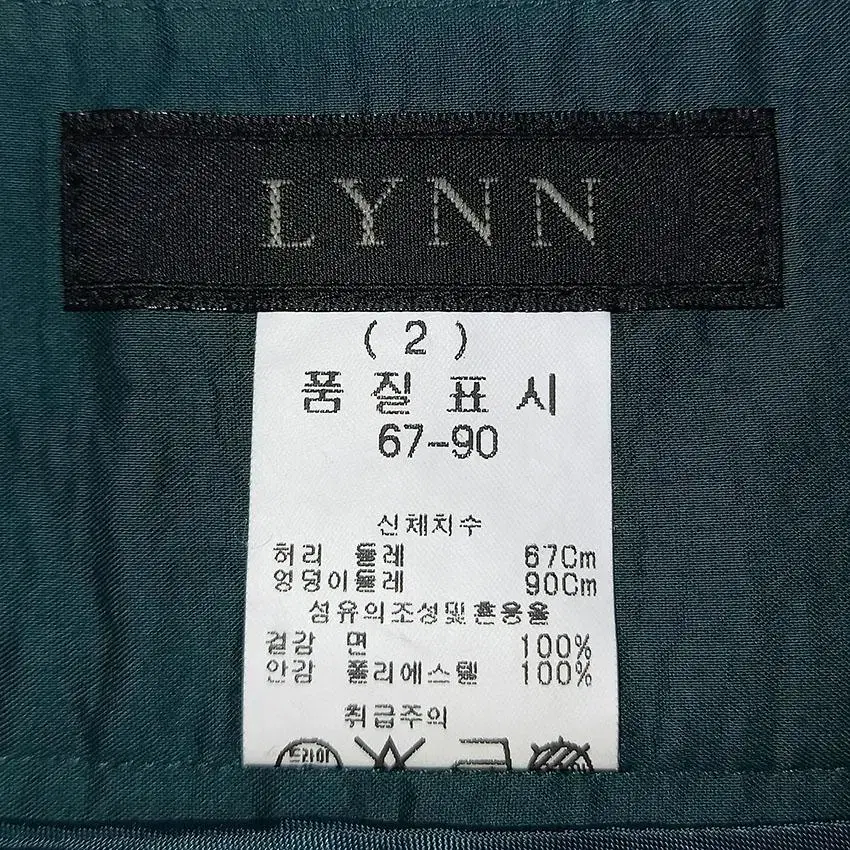 LYNN
( 2 )
품 질 표 시
67-90
신체치수
허리 둘레 67Cm
엉덩이둘레 90Cm
섬유의조성및혼용율
겉감 면 100%
안감 폴리에스텔 100%
취급주의
드라이